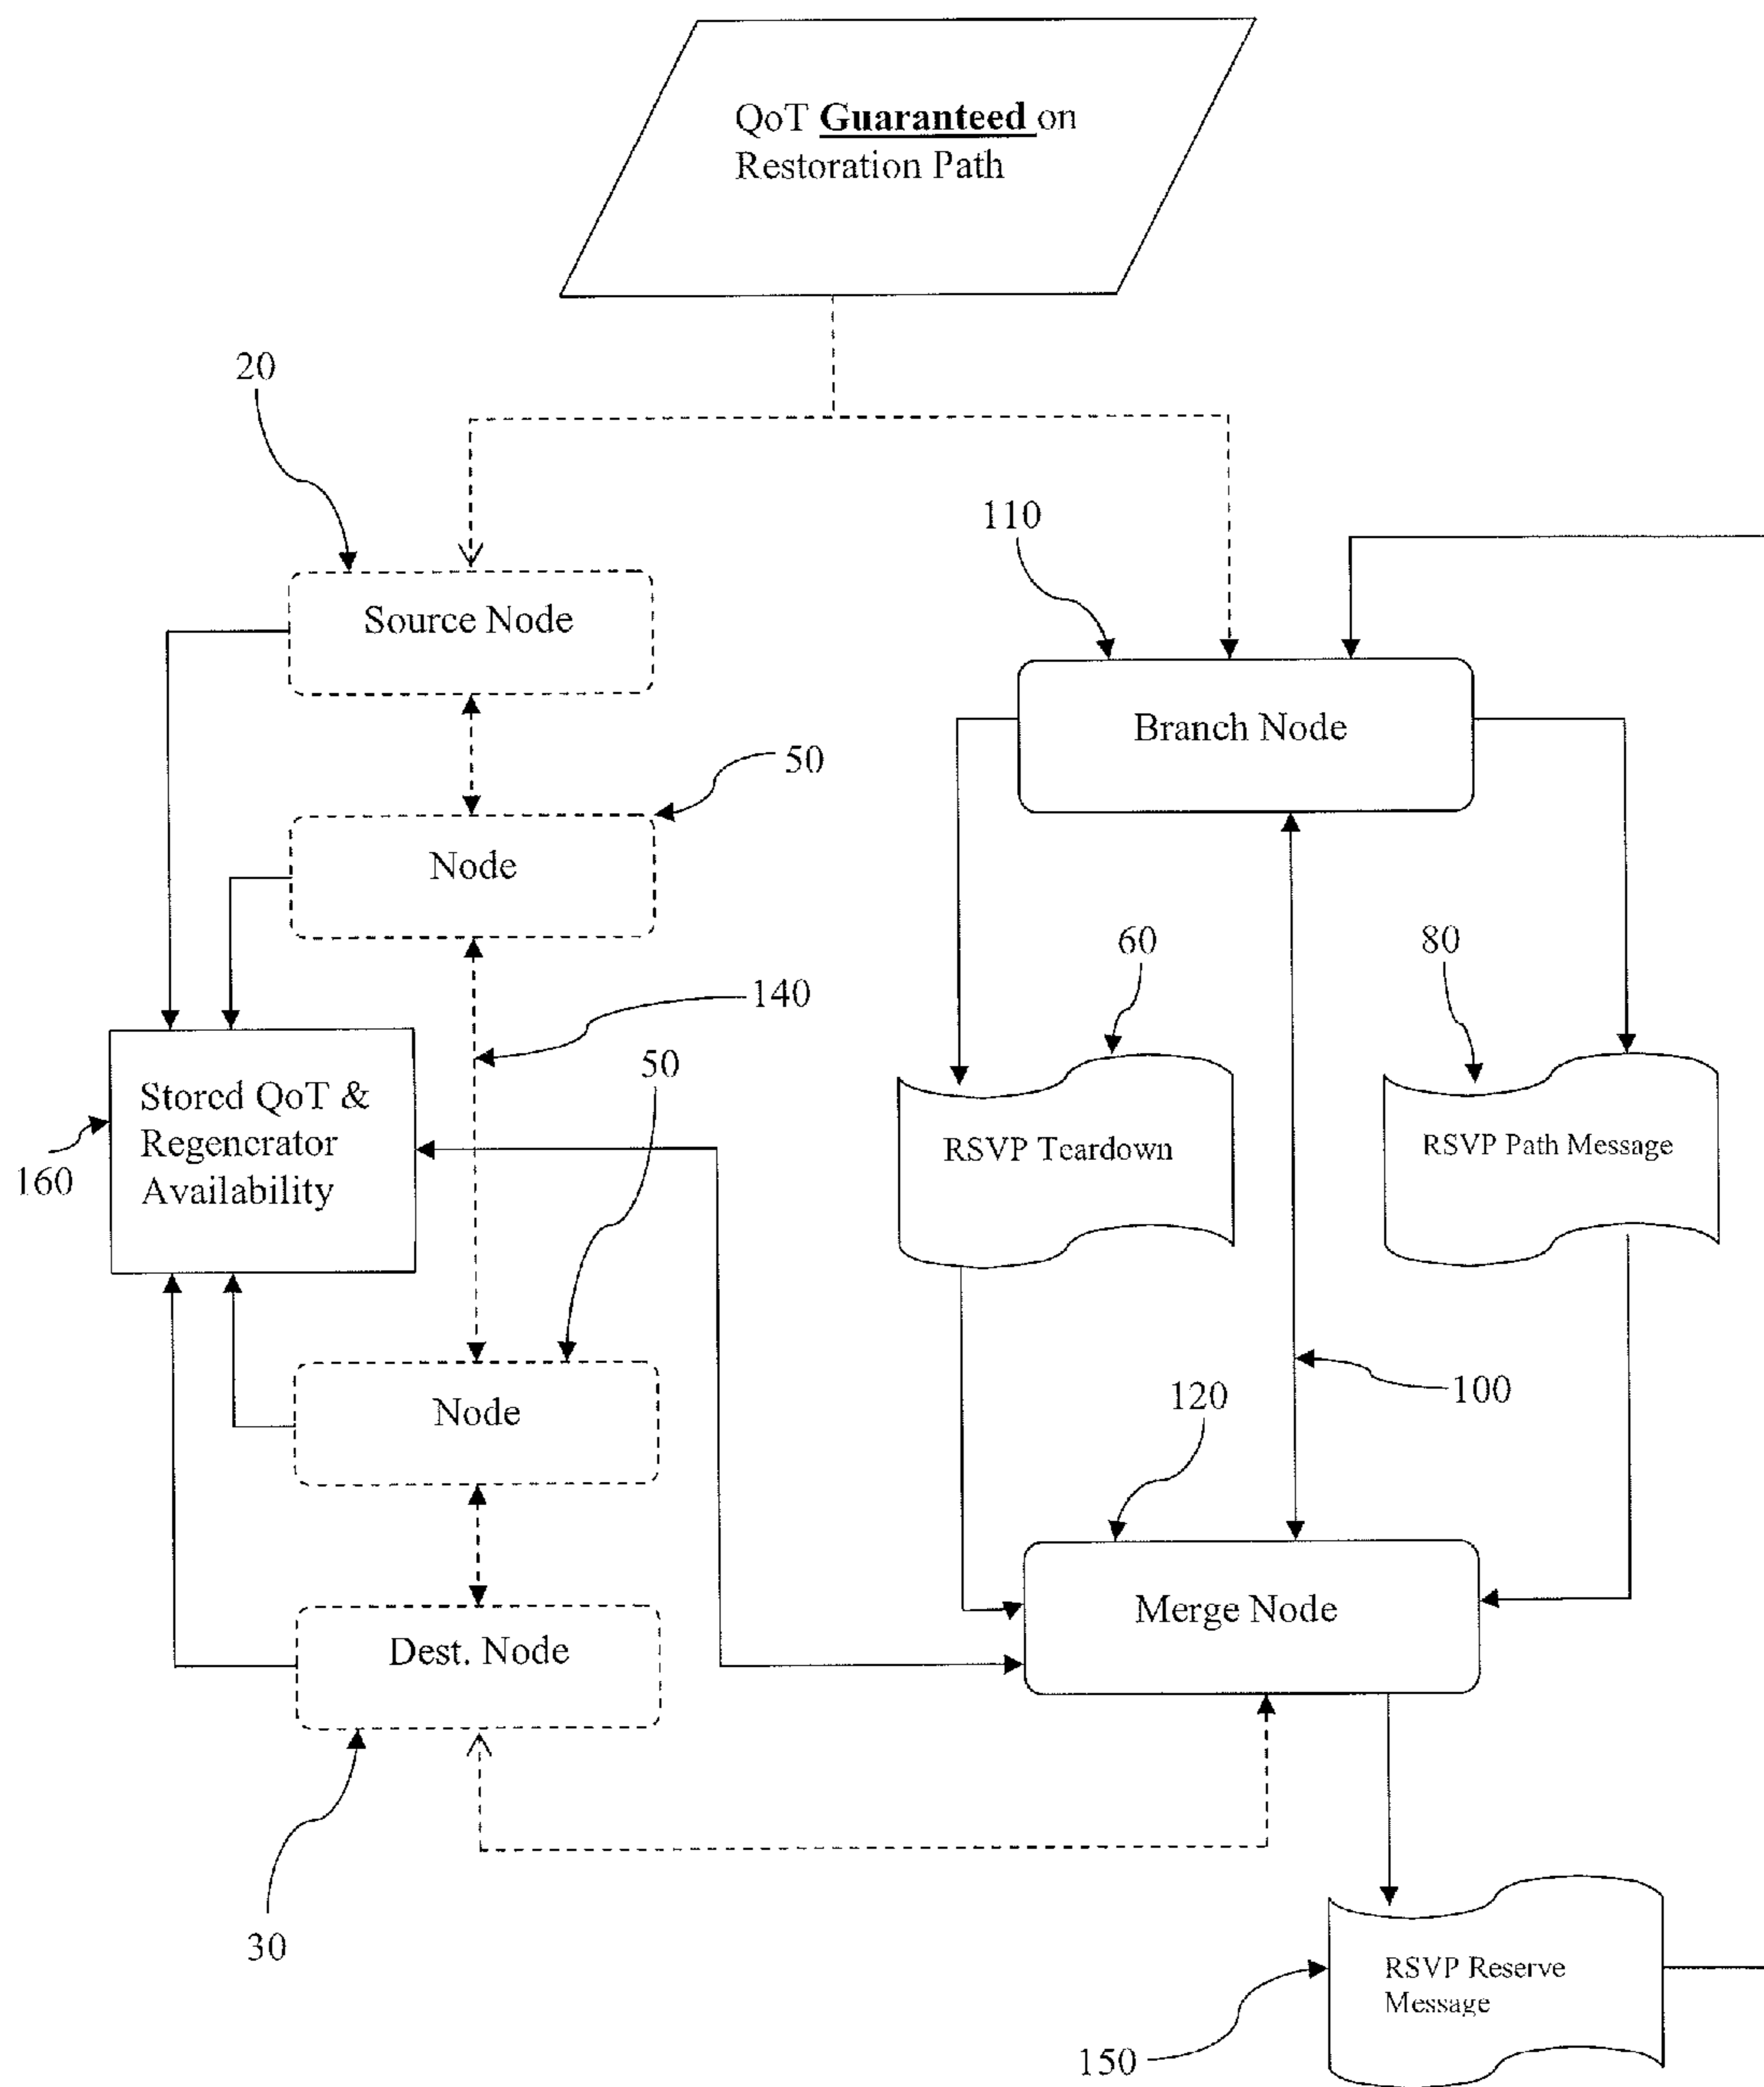 QoT Guaranteed on
Restoration Path
20
110
Source Node
Branch Node
50
Node
60
80
140
50
Stored QoT &
Regenerator
Availability
RSVP Teardown
RSVP Path Message
160
100
120
Node
Merge Node
Dest. Node
30
RSVP Reserve
Message
150